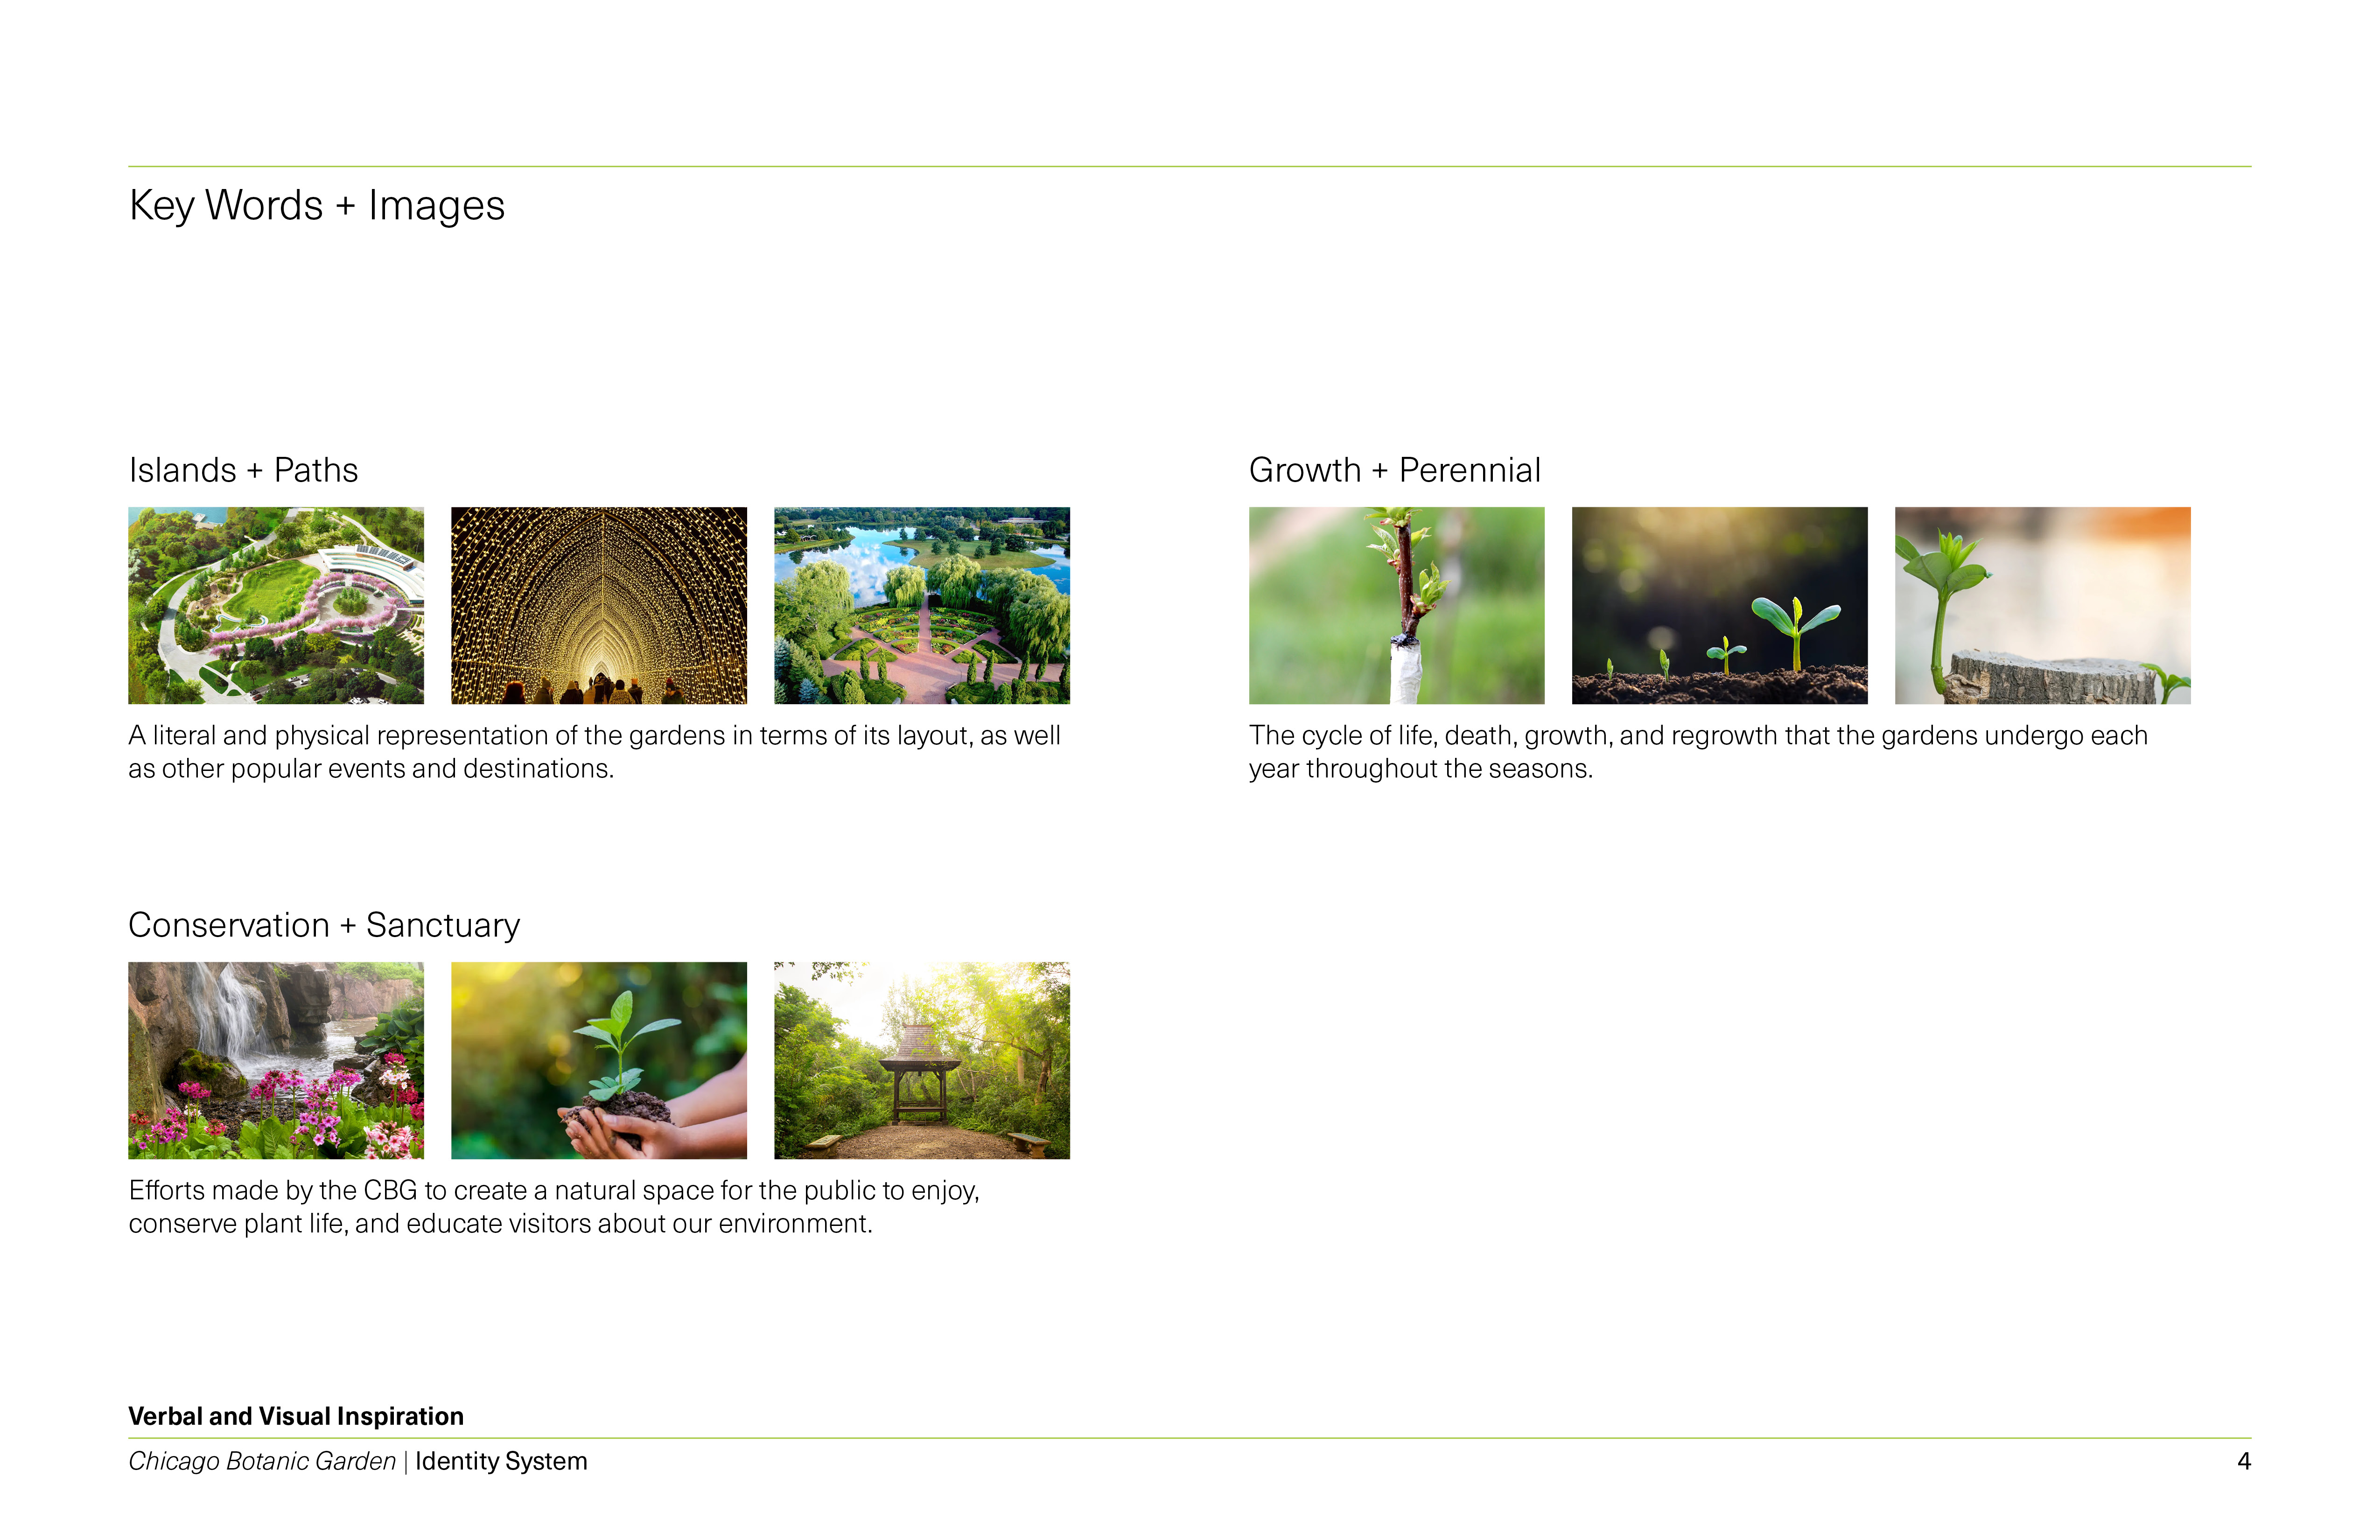 Key Words + Images
Islands + Paths
A literal and physical representation of the gardens in terms of its layout, as well
as other popular events and destinations.
Growth + Perennial
The cycle of life, death, growth, and regrowth that the gardens undergo each
year throughout the seasons.
Conservation + Sanctuary
Efforts made by the CBG to create a natural space for the public to enjoy,
conserve plant life, and educate visitors about our environment.
Verbal and Visual Inspiration
Chicago Botanic Garden | Identity System
4